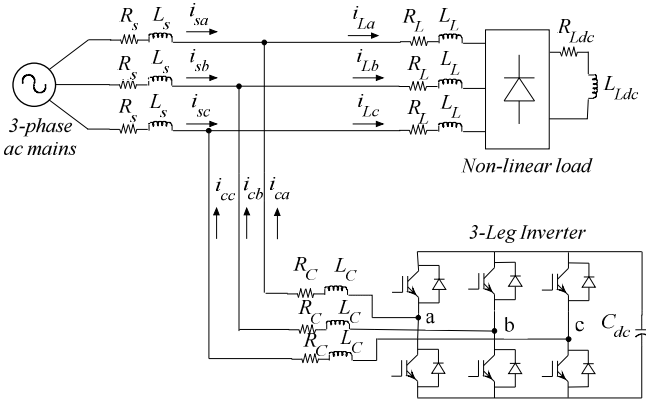 R_s L_s i_sa i_La R_L L_L
R_Ldc
R_s L_s i_sb i_Lb R_L L_L
L_Ldc
R_s L_s i_sc i_Lc R_L L_L
3-phase
ac mains
Non-linear load
i_cc i_cb i_ca
3-Leg Inverter
R_C L_C
R_C L_C
R_C L_C
a b c
C_dc